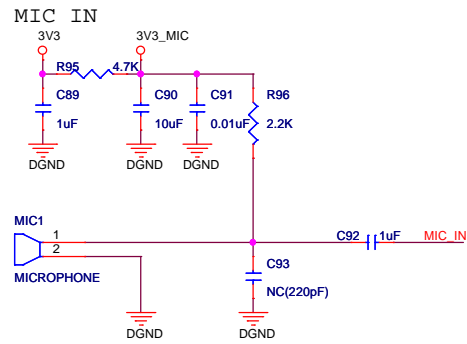 MIC IN
3V3 3V3_MIC
R95 4.7K
C89 C90 C91 R96
1uF 10uF 0.01uF 2.2K
DGND DGND DGND
MIC1
1 C92 1uF MIC_IN
2
C93
MICROPHONE NC(220pF)
DGND DGND